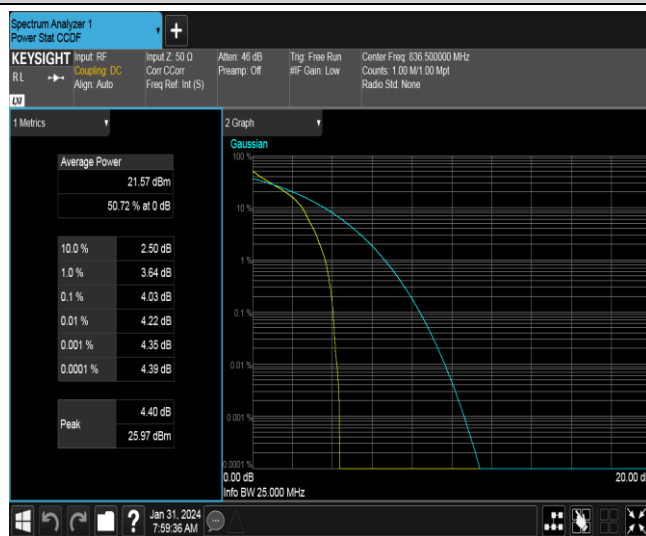 Spectrum Analyzer 1
Power Stat CCDF
+
KEYSIGHT
RL
LXI
Input: RF
Coupling: DC
Align: Auto
Input Z: 50 Ω
Corr CCorr
Freq Ref: Int (S)
Atten: 46 dB
Preamp: Off
Trig: Free Run
#IF Gain: Low
Center Freq: 836.500000 MHz
Counts: 1.00 M/1.00 Mpt
Radio Std: None
1 Metrics
Average Power
21.57 dBm
50.72 % at 0 dB
10.0 % 2.50 dB
1.0 % 3.64 dB
0.1 % 4.03 dB
0.01 % 4.22 dB
0.001 % 4.35 dB
0.0001 % 4.39 dB
Peak
4.40 dB
25.97 dBm
2 Graph
Gaussian
100 %
10 %
1 %
0.1 %
0.01 %
0.001 %
0.0001 %
0.00 dB
20.00 d
Info BW 25.000 MHz
?
Jan 31, 2024
7:59:36 AM